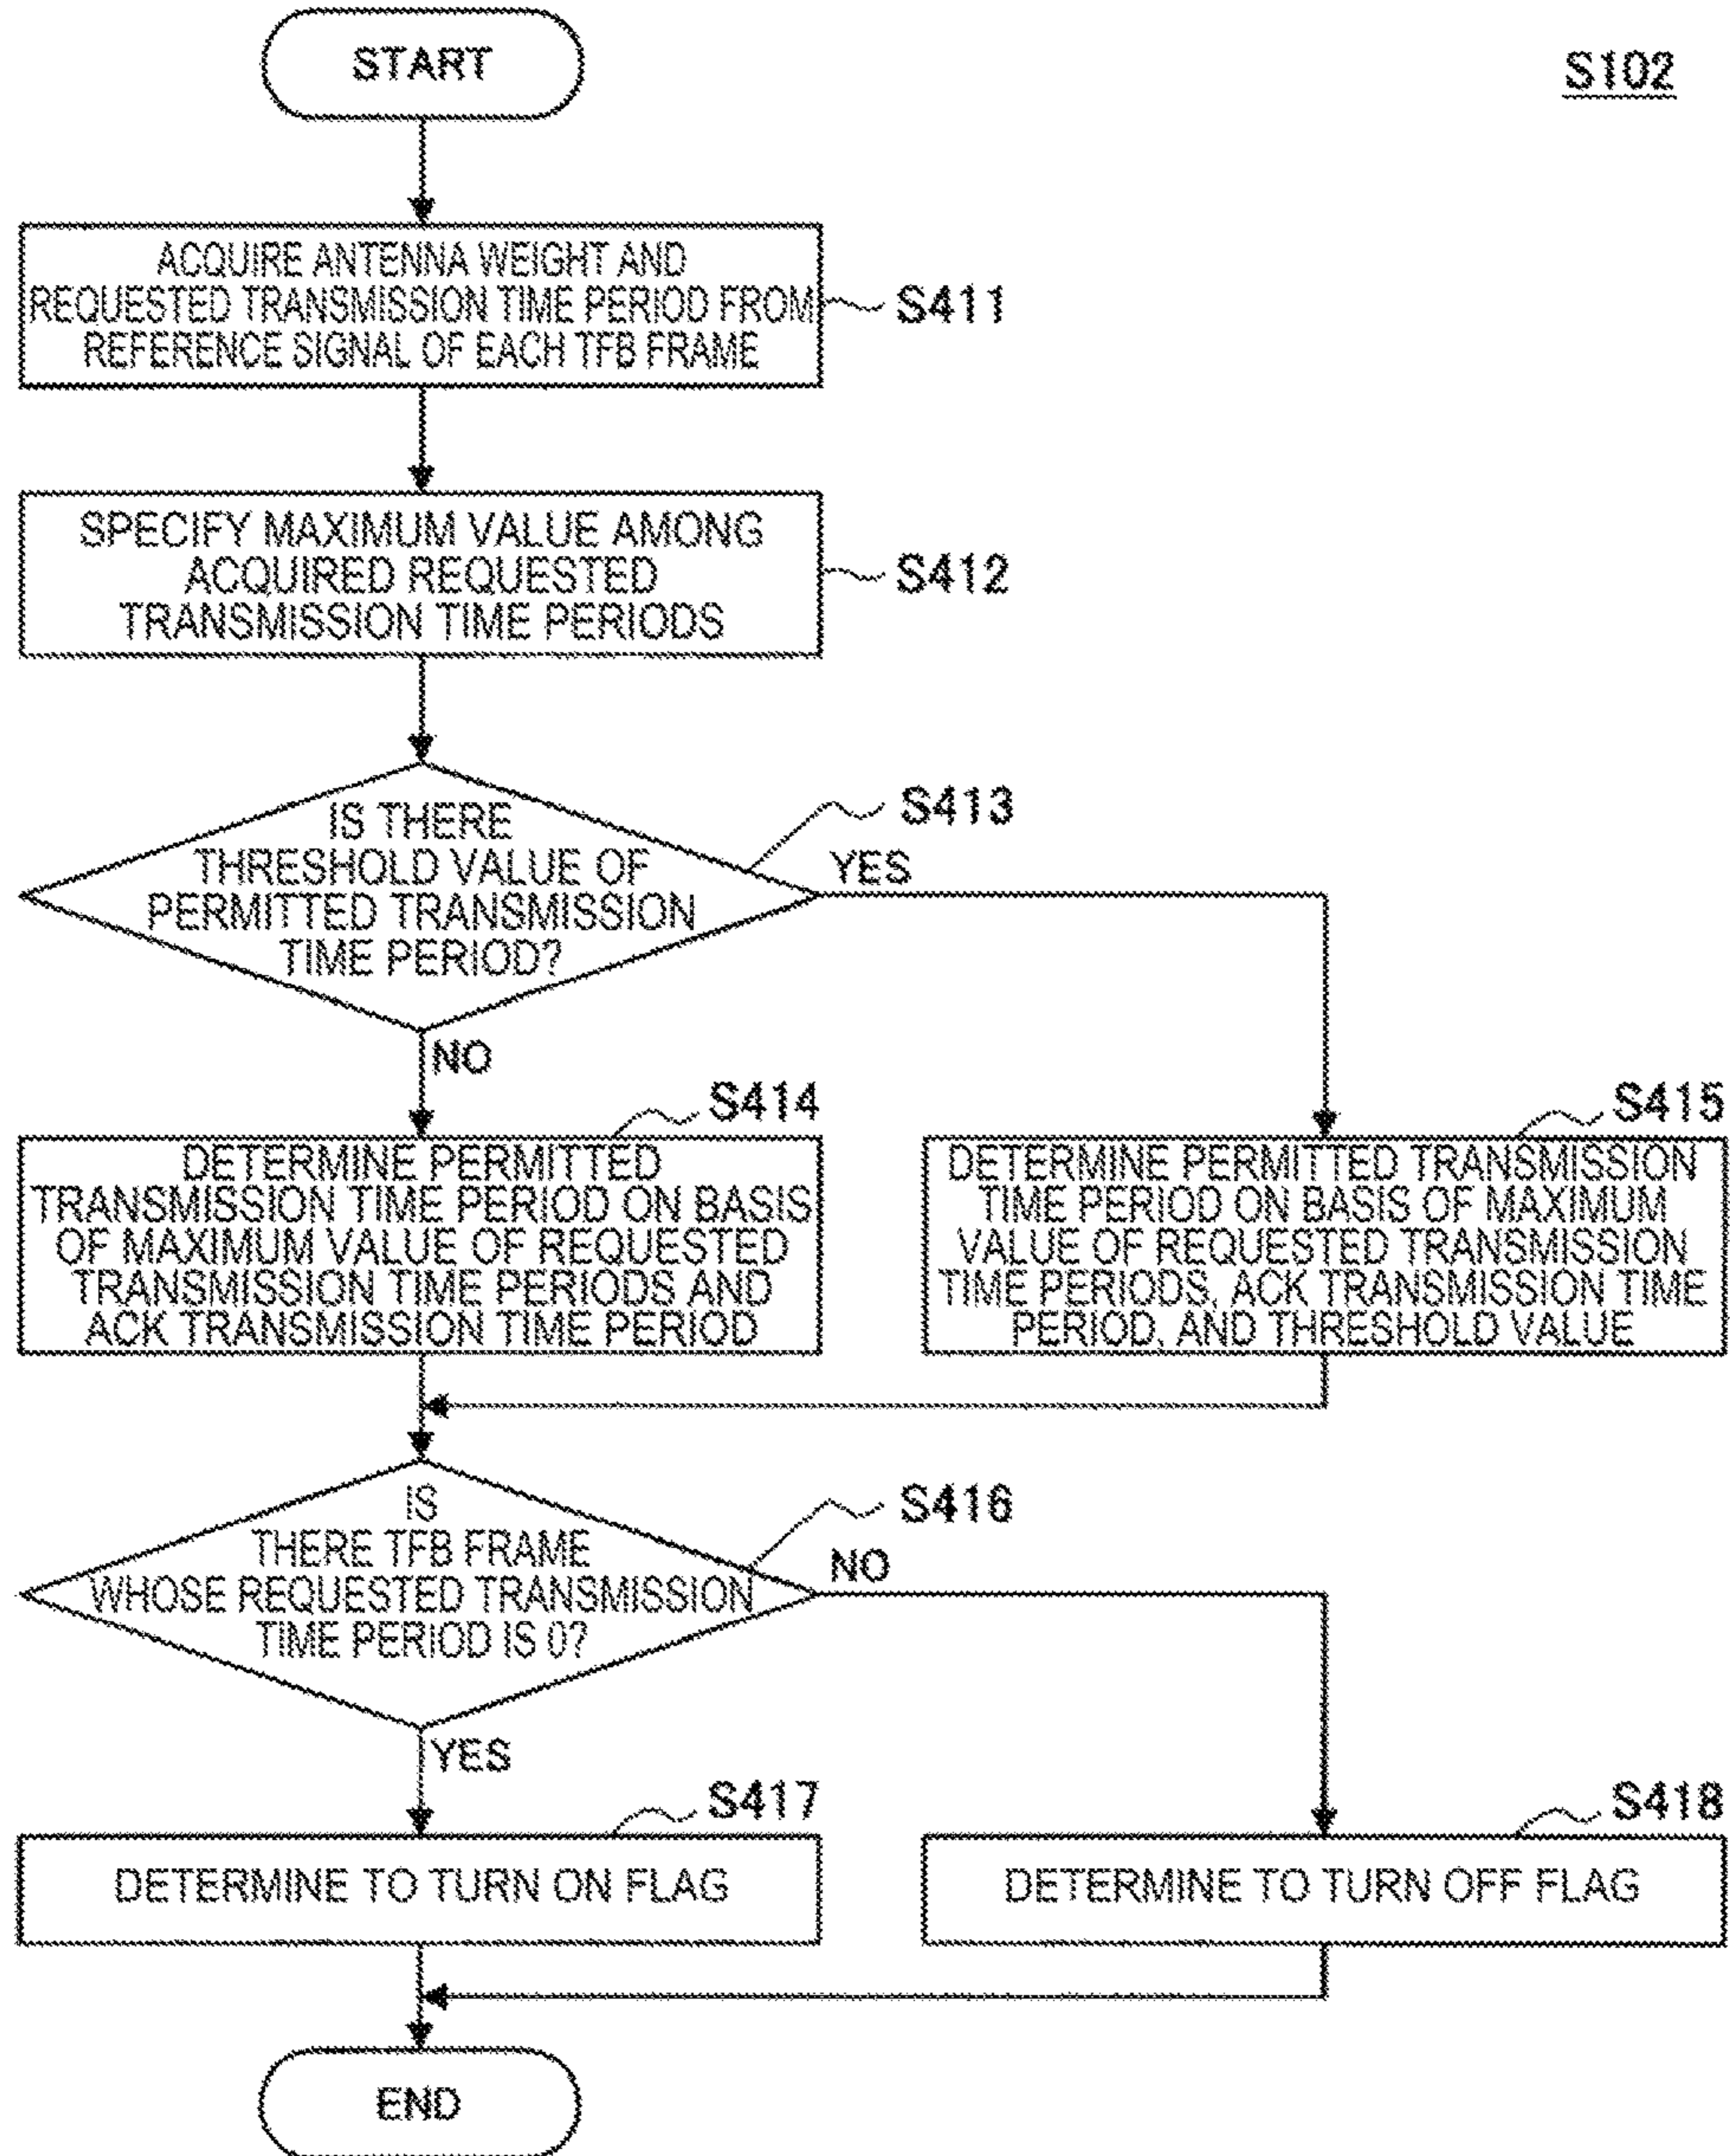 START
S102
ACQUIRE ANTENNA WEIGHT AND
REQUESTED TRANSMISSION TIME PERIOD FROM
REFERENCE SIGNAL OF EACH TFB FRAME
S411
SPECIFY MAXIMUM VALUE AMONG
ACQUIRED REQUESTED
TRANSMISSION TIME PERIODS
S412
IS THERE
THRESHOLD VALUE OF
PERMITTED TRANSMISSION
TIME PERIOD?
S413
YES
NO
S414
DETERMINE PERMITTED
TRANSMISSION TIME PERIOD ON BASIS
OF MAXIMUM VALUE OF REQUESTED
TRANSMISSION TIME PERIODS AND
ACK TRANSMISSION TIME PERIOD
S415
DETERMINE PERMITTED TRANSMISSION
TIME PERIOD ON BASIS OF MAXIMUM
VALUE OF REQUESTED TRANSMISSION
TIME PERIODS, ACK TRANSMISSION TIME
PERIOD, AND THRESHOLD VALUE
IS
THERE TFB FRAME
WHOSE REQUESTED TRANSMISSION
TIME PERIOD IS 0?
S416
NO
YES
S417
DETERMINE TO TURN ON FLAG
S418
DETERMINE TO TURN OFF FLAG
END